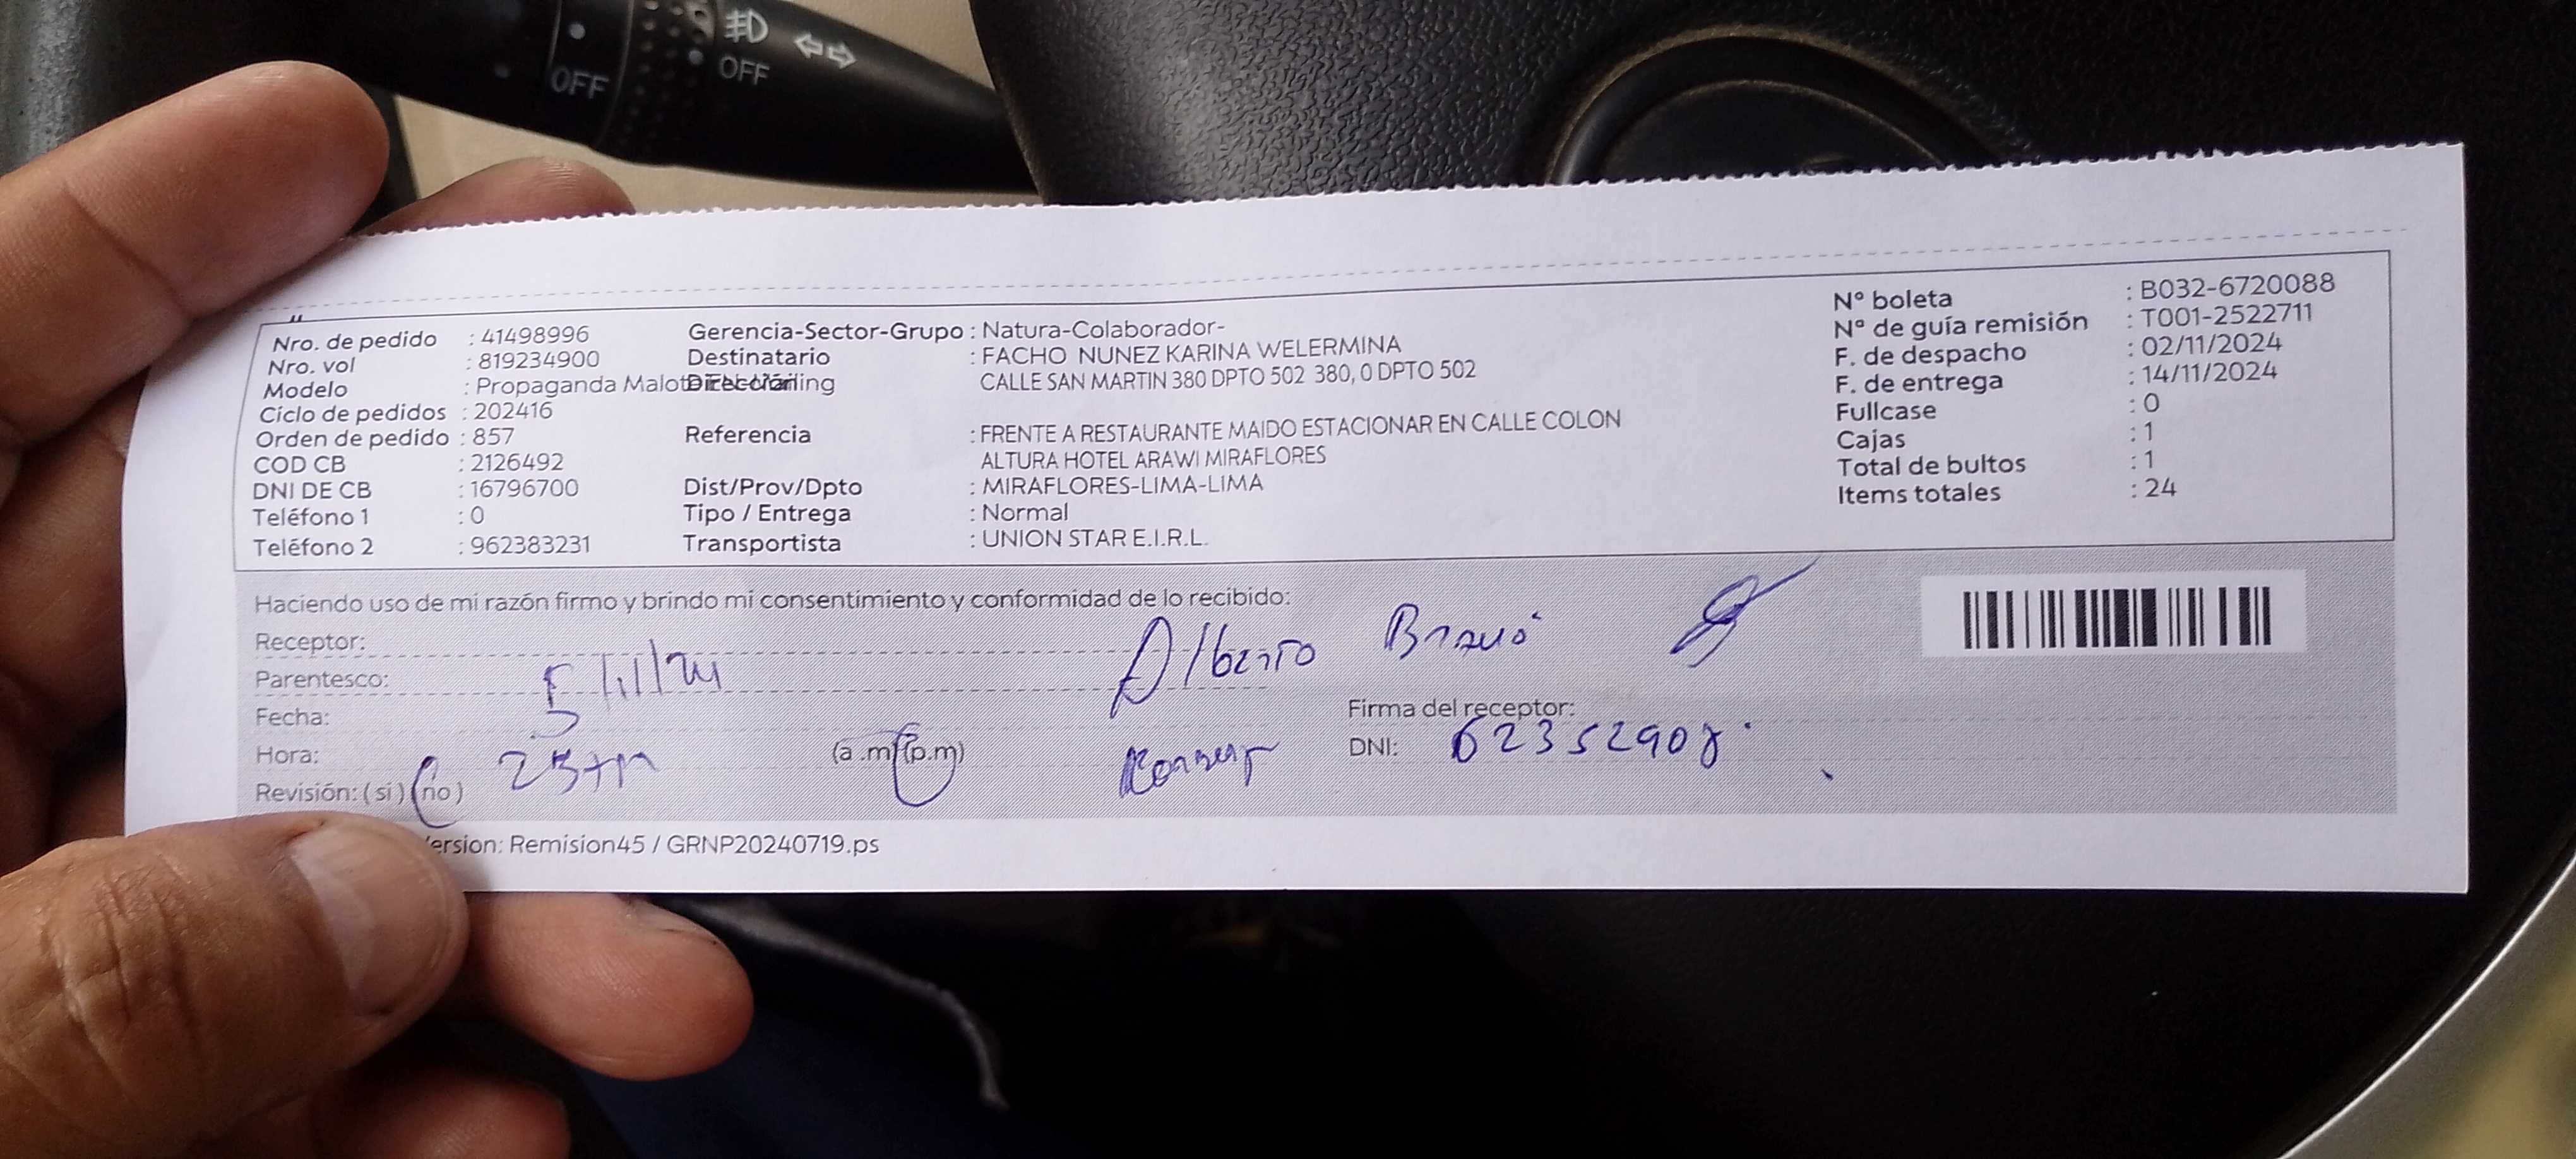 OFF
OFF
Nro. de pedido : 41498996
Nro. vol : 819234900
Modelo : Propaganda
Ciclo de pedidos : 202416
Orden de pedido : 857
COD CB : 2126492
DNI DE CB : 16796700
Teléfono 1 : 0
Teléfono 2 : 962383231
Gerencia-Sector-Grupo : Natura-Colaborador-
Destinatario : FACHO NUNEZ KARINA WELERMINA
Dirección CALLE SAN MARTIN 380 DPTO 502 380, 0 DPTO 502
Referencia : FRENTE A RESTAURANTE MAIDO ESTACIONAR EN CALLE COLON
ALTURA HOTEL ARAWI MIRAFLORES
Dist/Prov/Dpto : MIRAFLORES-LIMA-LIMA
Tipo / Entrega : Normal
Transportista : UNION STAR E.I.R.L.
N° boleta : B032-6720088
N° de guía remisión : T001-2522711
F. de despacho : 02/11/2024
F. de entrega : 14/11/2024
Fullcase : 0
Cajas : 1
Total de bultos : 1
Items totales : 24
Haciendo uso de mi razón firmo y brindo mi consentimiento y conformidad de lo recibido:
Receptor: Alberto Bravo
Parentesco:
Fecha:
Firma del receptor:
Hora: (a .m) (p.m)
DNI: 62352908
Revisión: ( si ) ( no )
ersion: Remision45 / GRNP20240719.ps